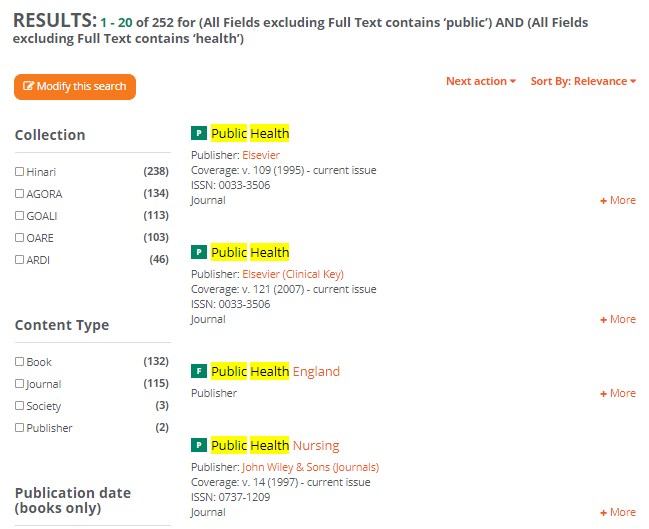 RESULTS: 1 - 20 of 252 for (All Fields excluding Full Text contains ‘public’) AND (All Fields
excluding Full Text contains ‘health’)
Modify this search
Next action
Sort By: Relevance
Collection
Hinari (238)
AGORA (134)
GOALI (113)
OARE (103)
ARDI (46)
Content Type
Book (132)
Journal (115)
Society (3)
Publisher (2)
Publication date
(books only)
P Public Health
Publisher: Elsevier
Coverage: v. 109 (1995) - current issue
ISSN: 0033-3506
Journal
+ More
P Public Health
Publisher: Elsevier (Clinical Key)
Coverage: v. 121 (2007) - current issue
ISSN: 0033-3506
Journal
+ More
F Public Health England
Publisher
+ More
P Public Health Nursing
Publisher: John Wiley & Sons (Journals)
Coverage: v. 14 (1997) - current issue
ISSN: 0737-1209
Journal
+ More